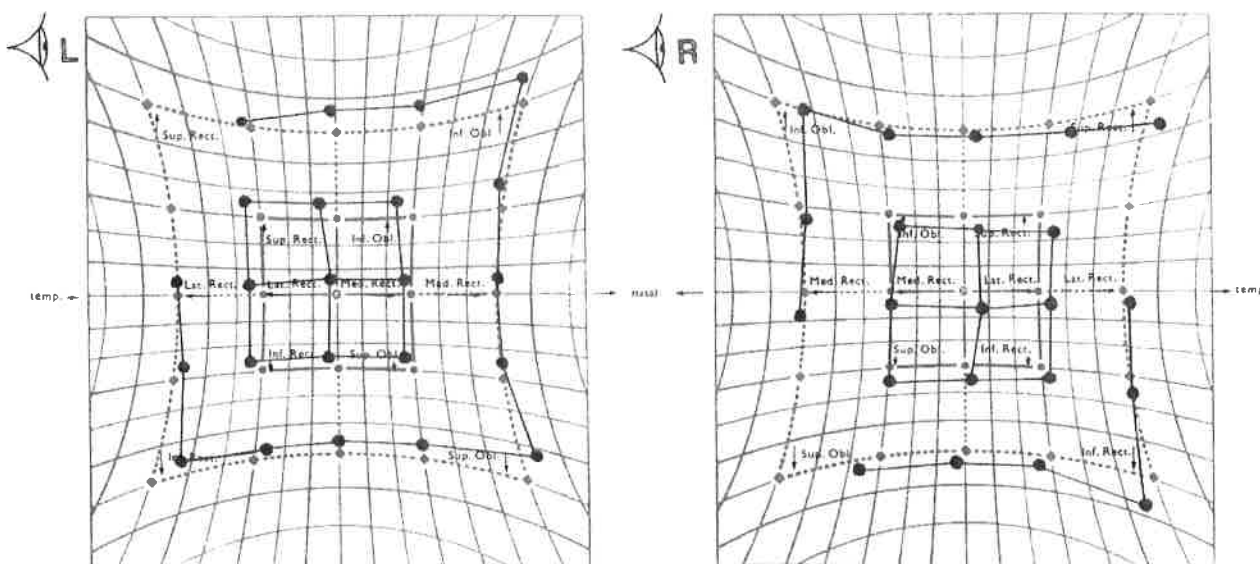 L
Sup. Rect.
Inf. Obl.
Sup. Rect.
Inf. Obl.
Lat. Rect.
Lat. Rect.
Med. Rect.
Med. Rect.
temp.
Inf. Rect.
Sup. Obl.
Inf. Rect.
Sup. Obl.
nasal
R
Inf. Obl.
Sup. Rect.
Inf. Obl.
Sup. Rect.
Med. Rect.
Med. Rect.
Lat. Rect.
Lat. Rect.
temp
Sup. Obl.
Inf. Rect.
Sup. Obl.
Inf. Rect.